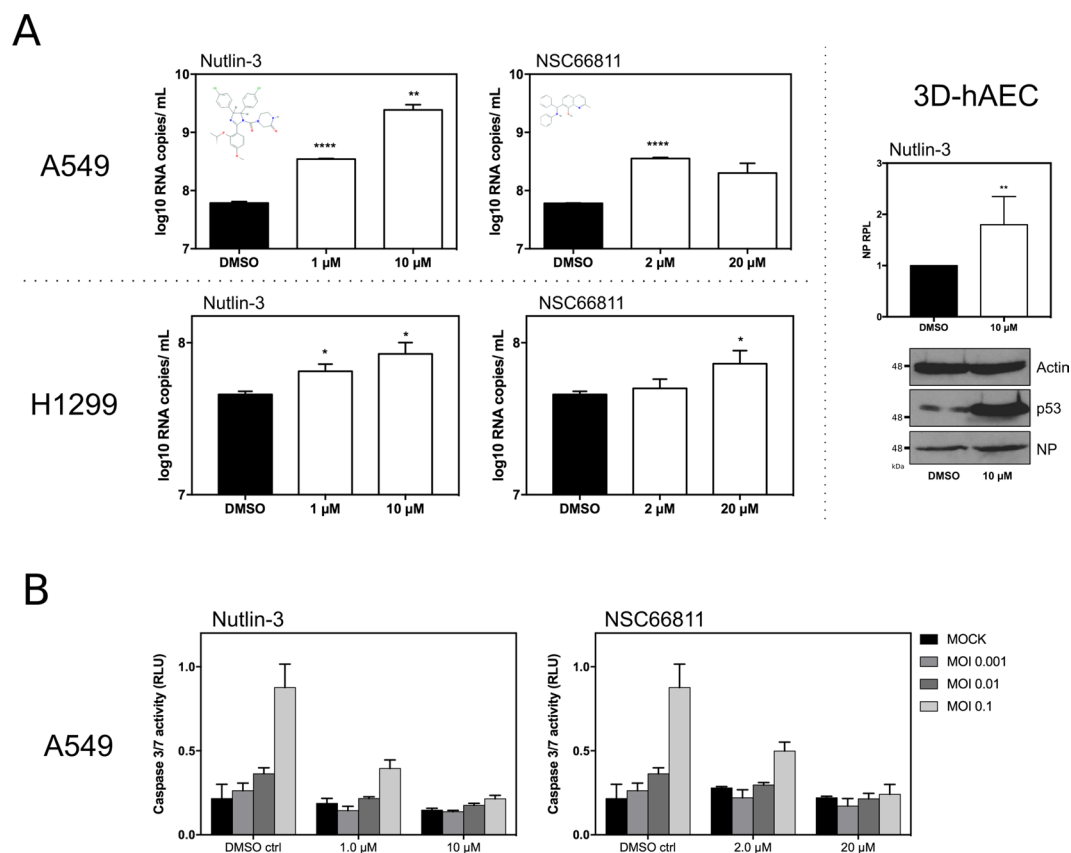 A
Nutlin-3
NSC66811
3D-hAEC
A549
log10 RNA copies/ mL
10
9
8
7
**
****
DMSO
1 µM
10 µM
log10 RNA copies/ mL
10
9
8
7
****
DMSO
2 µM
20 µM
Nutlin-3
NP RPL
3
2
1
0
**
DMSO
10 µM
H1299
Nutlin-3
NSC66811
log10 RNA copies/ mL
8
7
*
*
DMSO
1 µM
10 µM
log10 RNA copies/ mL
8
7
*
DMSO
2 µM
20 µM
48
Actin
48
p53
48
NP
kDa
DMSO
10 µM
B
Nutlin-3
NSC66811
A549
Caspase 3/7 activity (RLU)
1.0
0.5
0.0
DMSO ctrl
1.0 µM
10 µM
Caspase 3/7 activity (RLU)
1.0
0.5
0.0
DMSO ctrl
2.0 µM
20 µM
MOCK
MOI 0.001
MOI 0.01
MOI 0.1